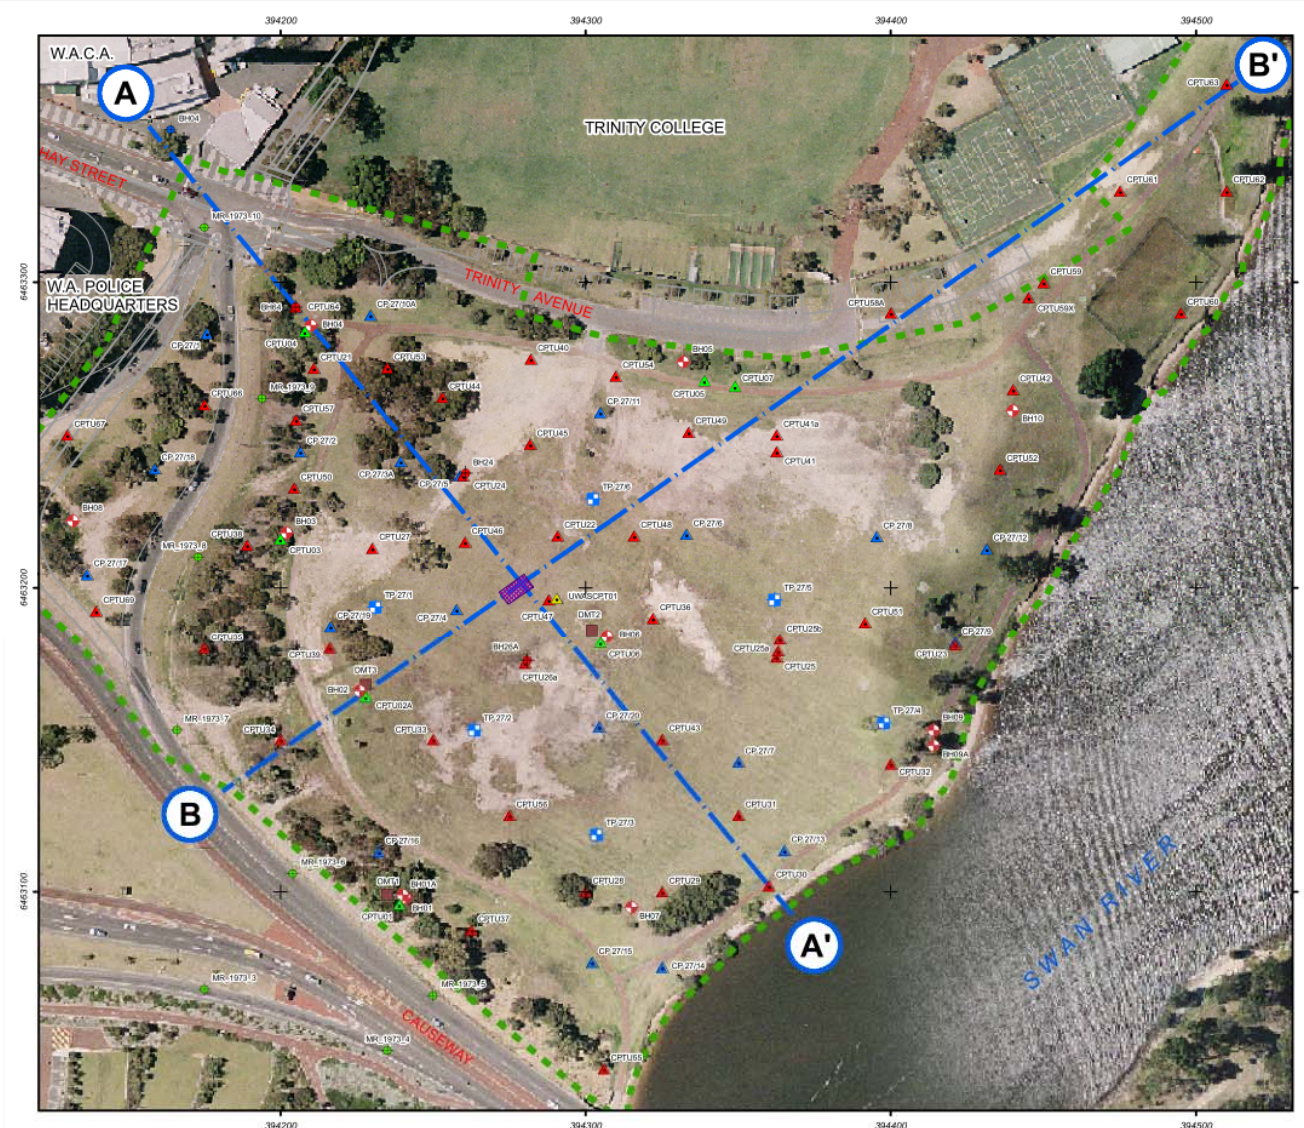 394200
394300
394400
394500
W.A.C.A.
A
B'
CPTU63
BH04
TRINITY COLLEGE
HAY STREET
CPTU61
CPTU62
MR_1973_10
6463300
W.A. POLICE
HEADQUARTERS
TRINITY AVENUE
CPTU59
BH64
CPTU64
CP 27/10A
CPTU58A
CPTU59X
CPTU60
BH04
CP 27/1
CPTU04
CPTU21
CPTU53
CPTU40
CPTU54
BH05
CPTU05
CPTU07
MR_1973_9
CPTU44
CPTU42
CPTU66
CPTU57
CP 27/11
BH10
CPTU67
CPTU49
CPTU41a
CP 27/2
CPTU45
CPTU41
CP 27/18
CP 27/3A
BH24
CPTU52
CPTU50
CP 27/5
CPTU24
TP 27/6
BH08
BH03
CPTU38
CPTU27
CPTU46
CPTU22
CPTU48
CP 27/6
CP 27/8
CP 27/12
MR_1973_8
CPTU03
CP 27/17
6463200
TP 27/1
UWASCPT01
TP 27/5
CPTU69
CP 27/19
CP 27/4
CPTU47
DMT2
CPTU36
CPTU51
CPTU35
BH06
CPTU25b
CP 27/9
CPTU39
BH26A
CPTU06
CPTU25a
CPTU23
CPTU25
DMT3
CPTU26a
BH02
CPTU02A
MR_1973_7
TP 27/2
TP 27/4
BH09
CPTU34
CPTU33
CP 27/20
CPTU43
BH09A
CP 27/7
CPTU32
B
CPTU56
CPTU31
TP 27/3
CP 27/16
CP 27/13
MR_1973_6
SWAN RIVER
6463100
DMT1
BH01A
CPTU28
CPTU29
CPTU30
CPTU01
BH01
BH07
CPTU37
A'
CP 27/15
CP 27/14
MR_1973_3
MR_1973_5
CAUSEWAY
MR_1973_4
CPTU55
394200
394300
394400
394500